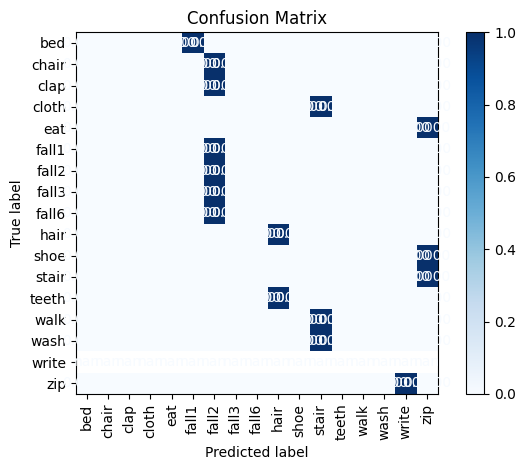 Confusion Matrix
True label
bed
chair
clap
cloth
eat
fall1
fall2
fall3
fall6
hair
shoe
stair
teeth
walk
wash
write
zip
bed
chair
clap
cloth
eat
fall1
fall2
fall3
fall6
hair
shoe
stair
teeth
walk
wash
write
zip
Predicted label
1.0
0.8
0.6
0.4
0.2
0.0